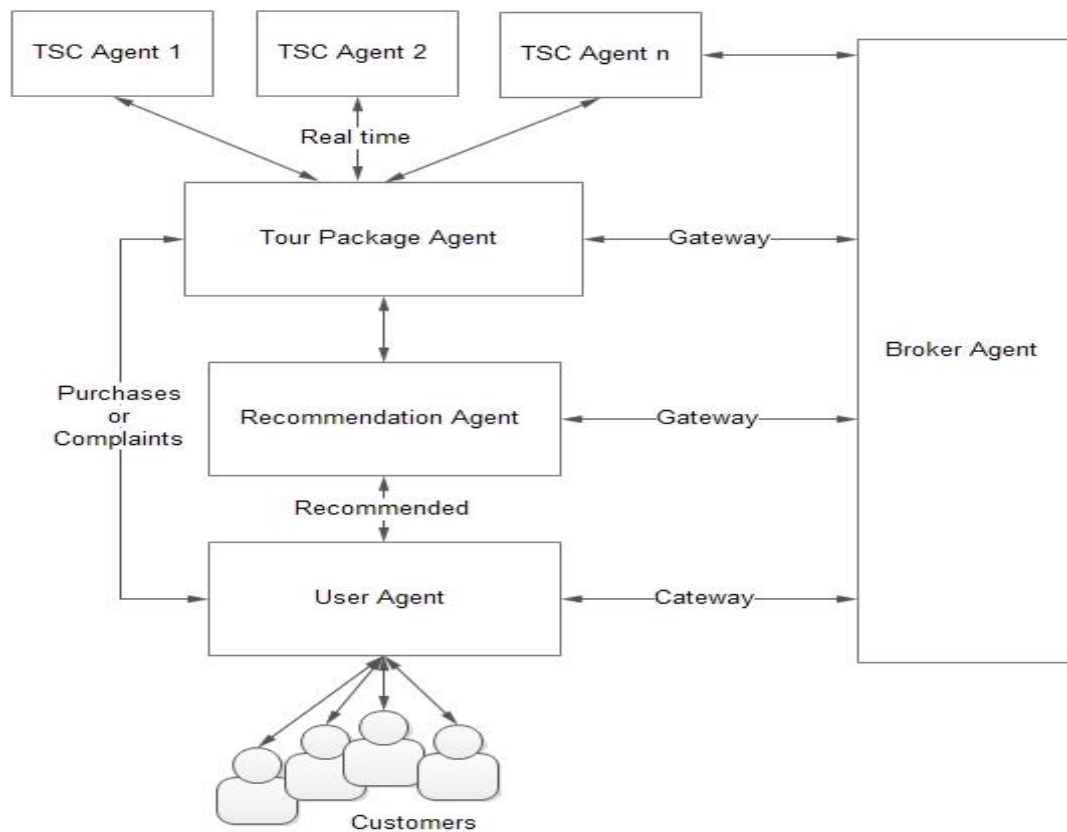 TSC Agent 1
TSC Agent 2
TSC Agent n
Real time
Tour Package Agent
Gateway
Broker Agent
Purchases
or
Complaints
Recommendation Agent
Gateway
Recommended
User Agent
Cateway
Customers